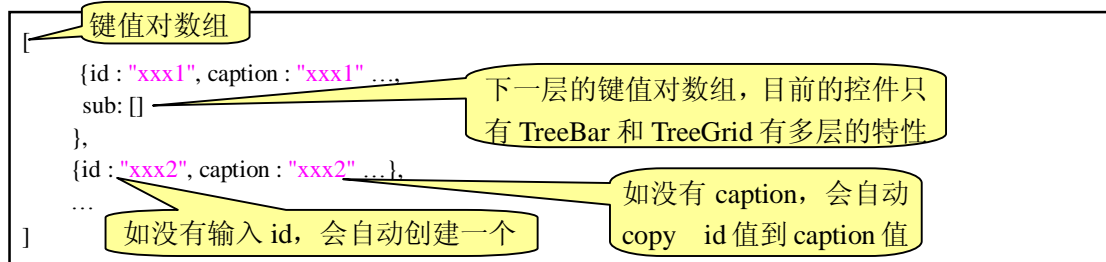 键值对数组
[
{id : "xxx1", caption : "xxx1" …,
下一层的键值对数组，目前的控件只
有 TreeBar 和 TreeGrid 有多层的特性
sub: []
},
{id : "xxx2", caption : "xxx2" …},
如没有 caption，会自动
copy id 值到 caption 值
…
如没有输入 id，会自动创建一个
]